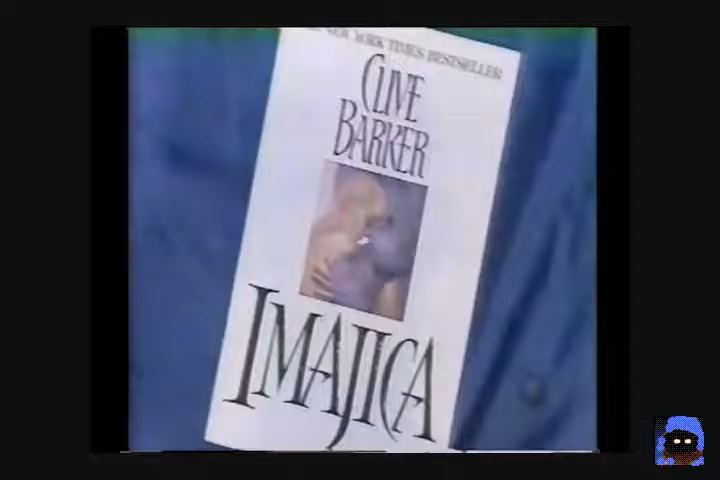 NEW YORK TIMES BESTSELLER
CLIVE
BARKER
IMAJICA